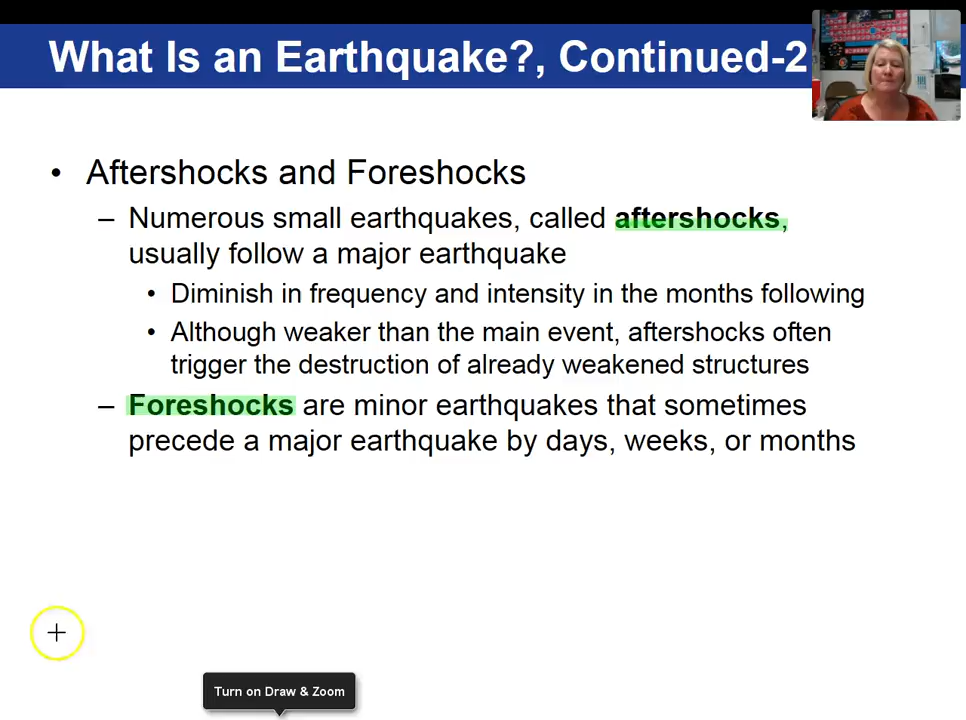 What Is an Earthquake?, Continued-2
• Aftershocks and Foreshocks
– Numerous small earthquakes, called aftershocks,
usually follow a major earthquake
• Diminish in frequency and intensity in the months following
• Although weaker than the main event, aftershocks often
trigger the destruction of already weakened structures
– Foreshocks are minor earthquakes that sometimes
precede a major earthquake by days, weeks, or months
Turn on Draw & Zoom